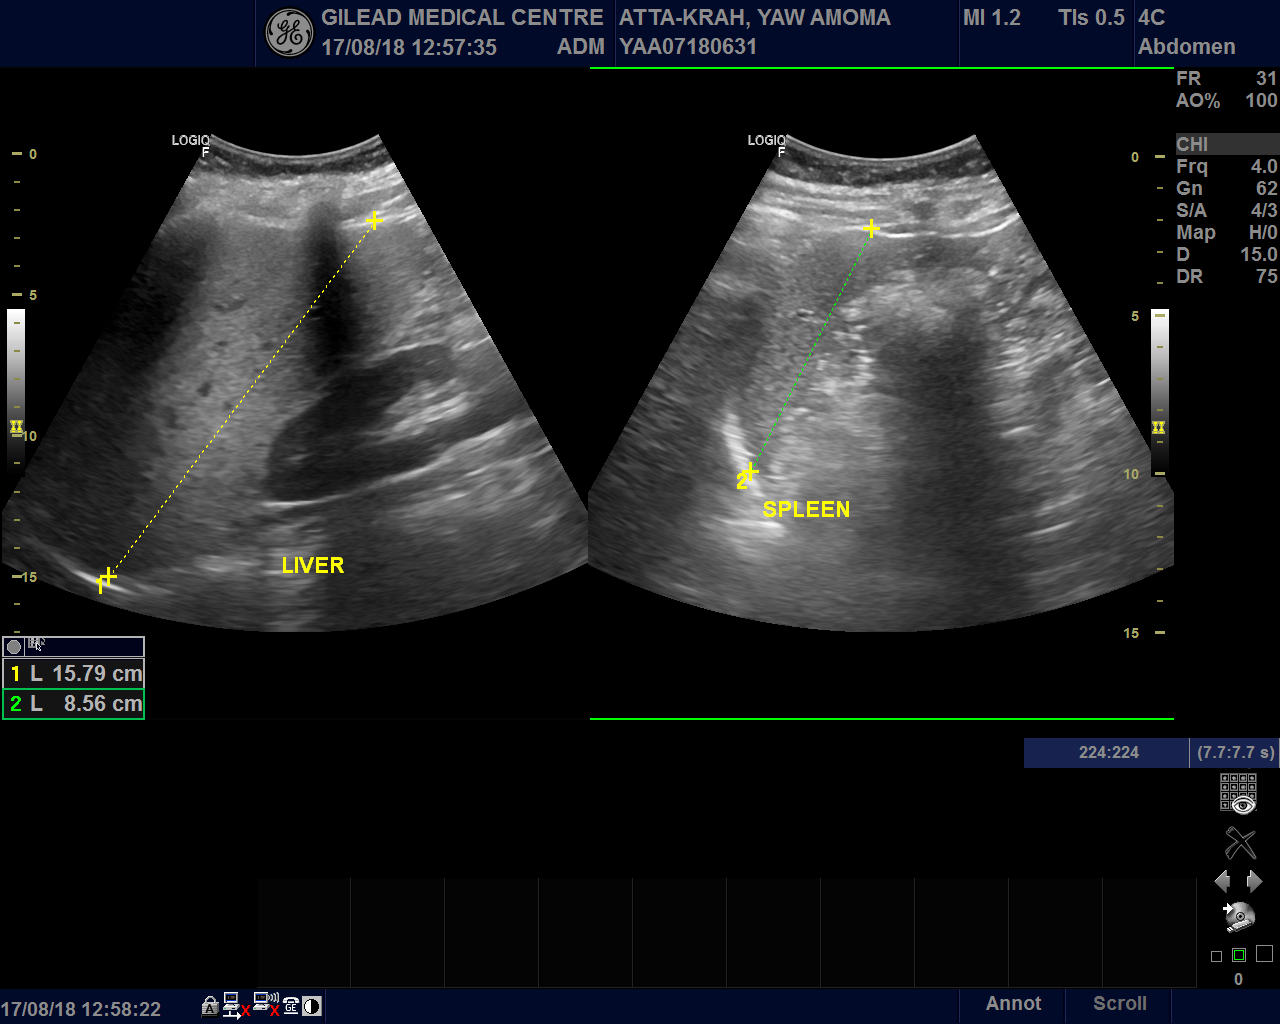 GILEAD MEDICAL CENTRE
17/08/18 12:57:35 ADM
ATTA-KRAH, YAW AMOMA
YAA07180631
MI 1.2 TIs 0.5
4C
Abdomen
FR 31
AO% 100
CHI
Frq 4.0
Gn 62
S/A 4/3
Map H/0
D 15.0
DR 75
LOGIQ
F
0
5
10
15
1
LIVER
LOGIQ
F
0
5
10
15
2
SPLEEN
1 L 15.79 cm
2 L 8.56 cm
224:224 (7.7:7.7 s)
0
17/08/18 12:58:22
Annot
Scroll